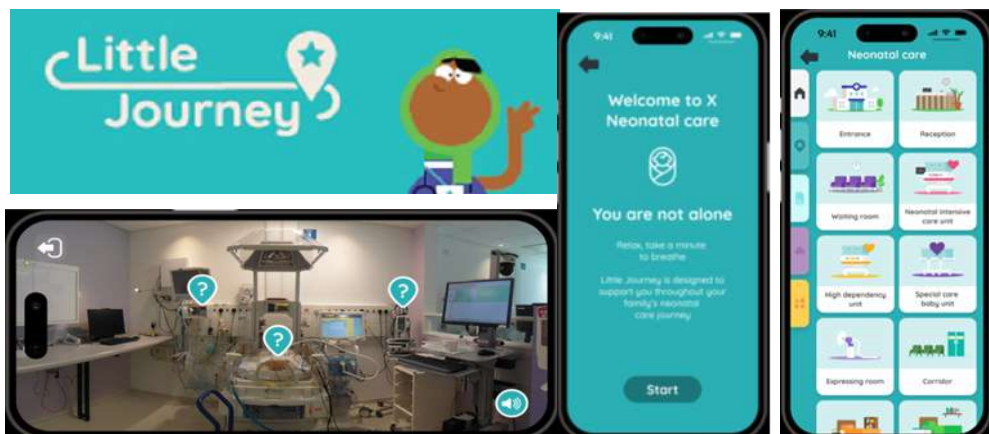 Little
Journey
?
?
?
9:41
Welcome to X
Neonatal care
You are not alone
Relax, take a minute
to breathe
Little Journey is designed to
support you throughout your
family's neonatal
care journey
Start
9:41
Neonatal care
Entrance
Reception
Waiting room
Neonatal intensive
care unit
High dependency
unit
Special care
baby unit
Expressing room
Corridor